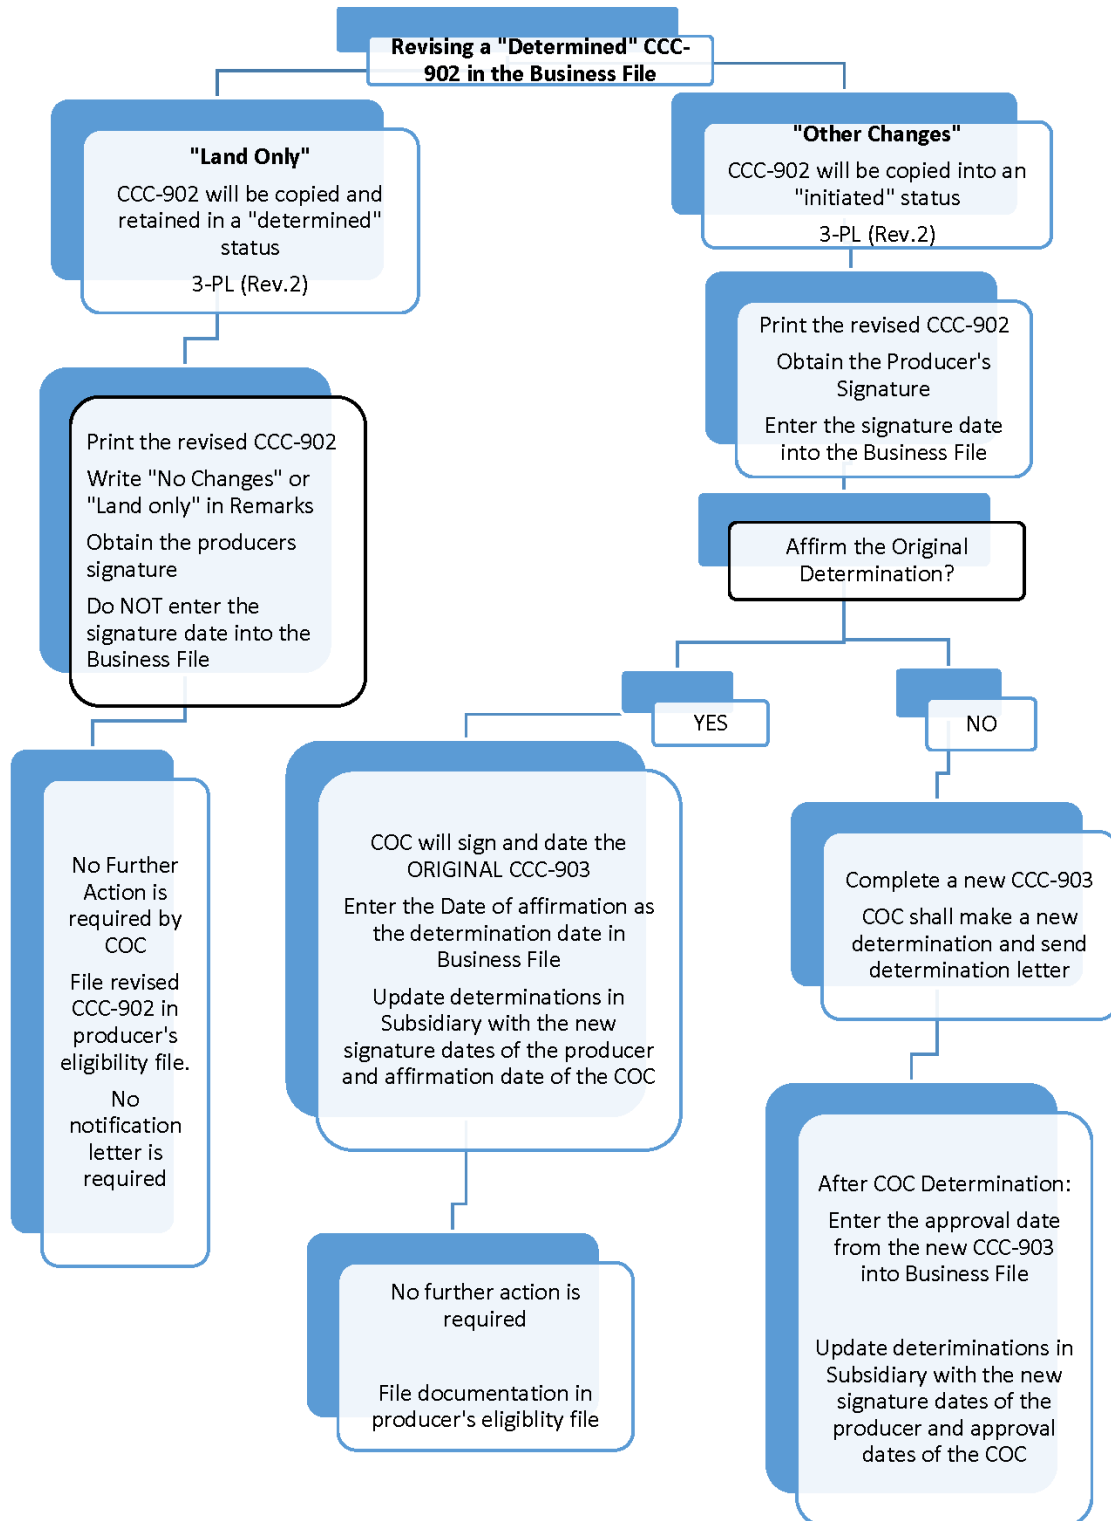 Revising a "Determined" CCC-
902 in the Business File
"Land Only"
CCC-902 will be copied and
retained in a "determined"
status
3-PL (Rev.2)
"Other Changes"
CCC-902 will be copied into an
"initiated" status
3-PL (Rev.2)
Print the revised CCC-902
Write "No Changes" or
"Land only" in Remarks
Obtain the producers
signature
Do NOT enter the
signature date into the
Business File
Print the revised CCC-902
Obtain the Producer's
Signature
Enter the signature date
into the Business File
Affirm the Original
Determination?
YES
NO
No Further
Action is
required by
COC
File revised
CCC-902 in
producer's
eligibility file.
No
notification
letter is
required
COC will sign and date the
ORIGINAL CCC-903
Enter the Date of affirmation as
the determination date in
Business File
Update determinations in
Subsidiary with the new
signature dates of the producer
and affirmation date of the COC
Complete a new CCC-903
COC shall make a new
determination and send
determination letter
No further action is
required
File documentation in
producer's eligiblity file
After COC Determination:
Enter the approval date
from the new CCC-903
into Business File
Update deteriminations in
Subsidiary with the new
signature dates of the
producer and approval
dates of the COC